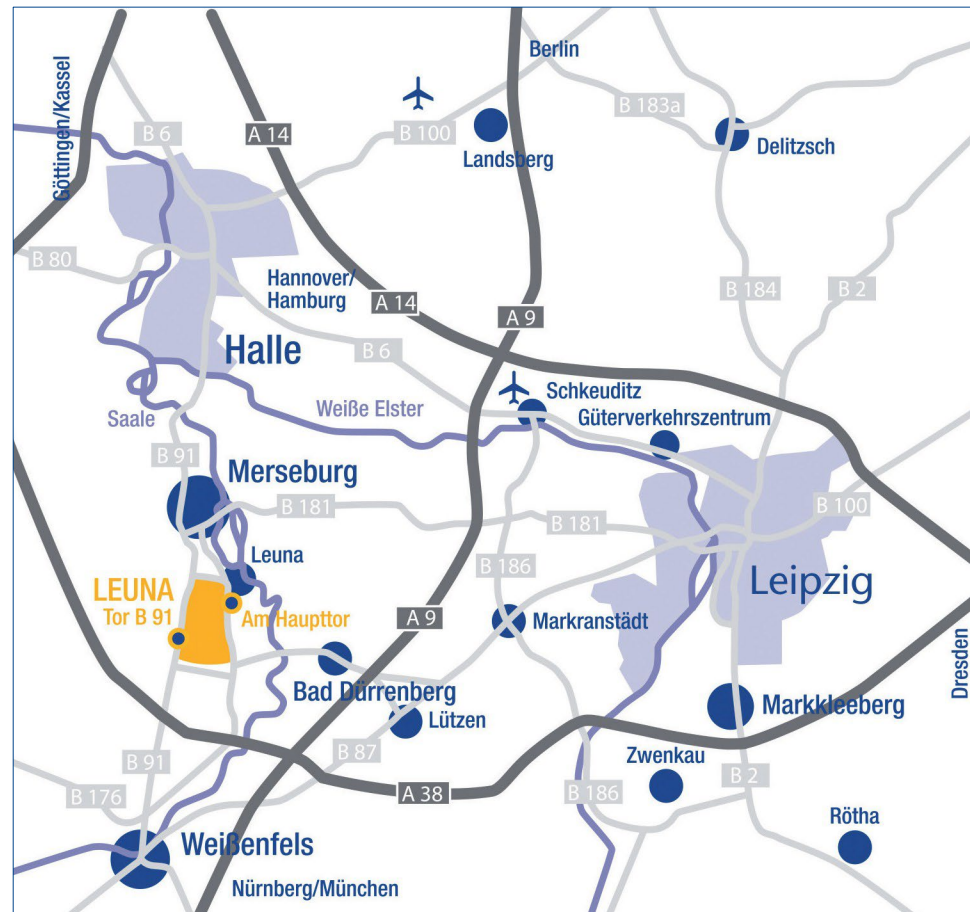 Berlin
Göttingen/Kassel
B 6
A 14
B 100
B 183a
Landsberg
Delitzsch
B 80
Hannover/
Hamburg
A 14
A 9
B 184
B 2
Halle
B 6
Schkeuditz
Güterverkehrszentrum
Saale
Weiße Elster
B 91
Merseburg
B 181
B 181
B 100
Leuna
B 186
LEUNA
Tor B 91
Am Haupttor
A 9
Markranstädt
Leipzig
Dresden
Bad Dürrenberg
Lützen
Markkleeberg
B 91
B 87
Zwenkau
B 2
B 176
A 38
B 186
Rötha
Weißenfels
Nürnberg/München